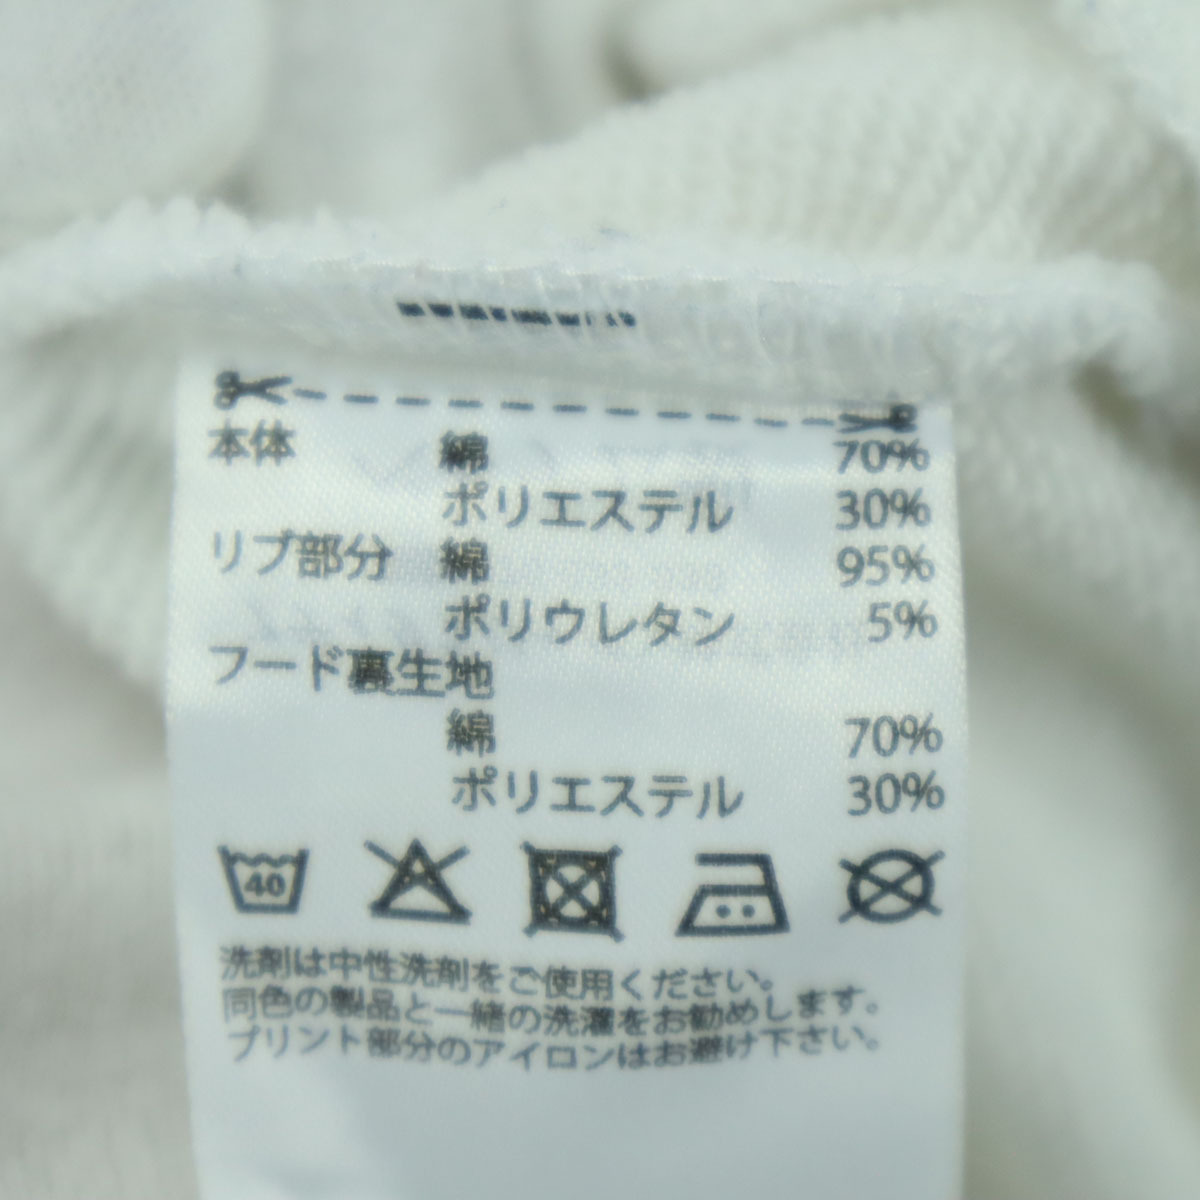 本体 綿 70%
ポリエステル 30%
リブ部分 綿 95%
ポリウレタン 5%
フード裏生地
綿 70%
ポリエステル 30%
40
洗剤は中性洗剤をご使用ください。
同色の製品と一緒の洗濯をお勧めします。
プリント部分のアイロンはお避け下さい。